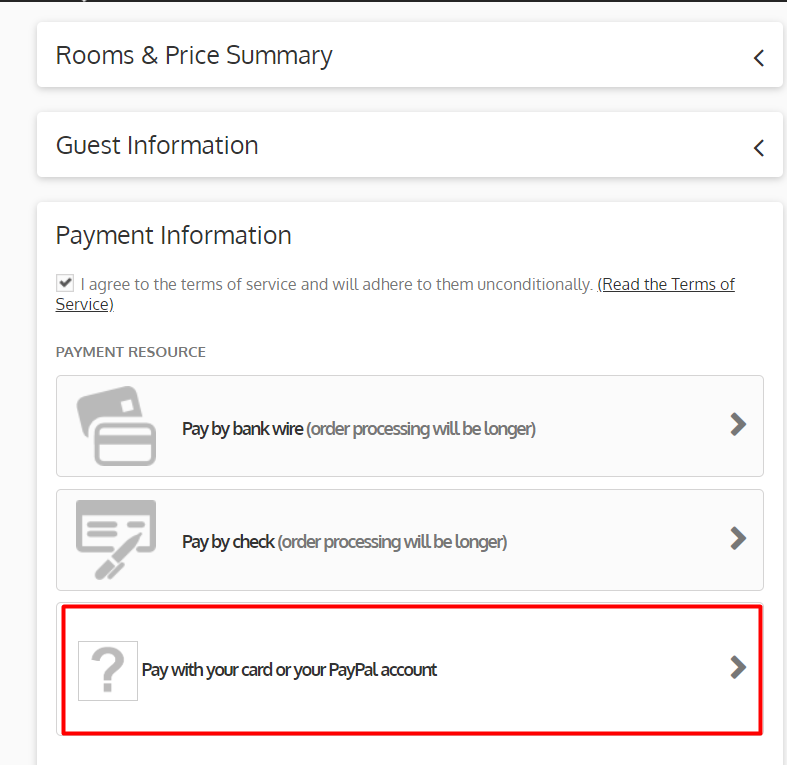 Rooms & Price Summary
Guest Information
Payment Information
I agree to the terms of service and will adhere to them unconditionally. (Read the Terms of
Service)
PAYMENT RESOURCE
Pay by bank wire (order processing will be longer)
Pay by check (order processing will be longer)
? Pay with your card or your PayPal account